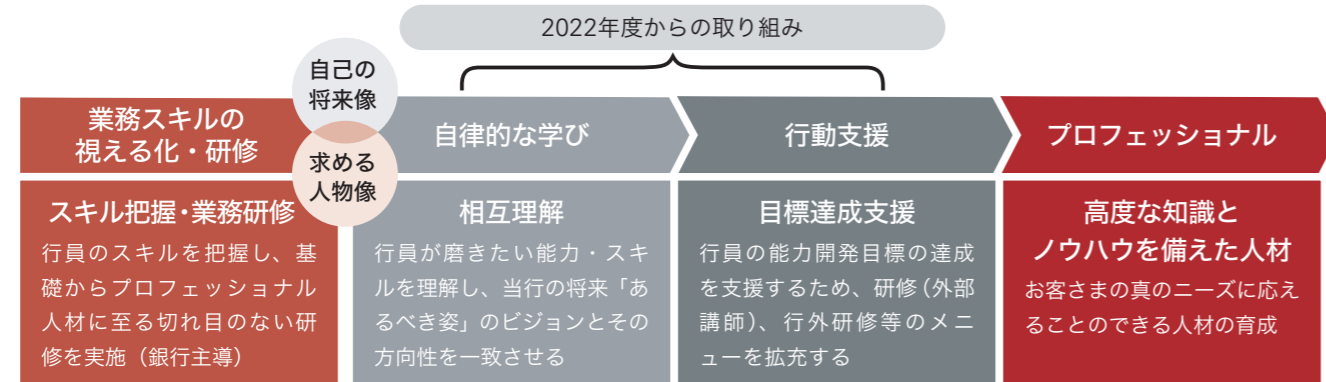 2022年度からの取り組み
自己の
将来像
求める
人物像
業務スキルの
視える化・研修
自律的な学び
行動支援
プロフェッショナル
スキル把握・業務研修
行員のスキルを把握し、基
礎からプロフェッショナル
人材に至る切れ目のない研
修を実施（銀行主導）
相互理解
行員が磨きたい能力・スキ
ルを理解し、当行の将来「あ
るべき姿」のビジョンとその
方向性を一致させる
目標達成支援
行員の能力開発目標の達成
を支援するため、研修（外部
講師）、行外研修等のメニ
ューを拡充する
高度な知識と
ノウハウを備えた人材
お客さまの真のニーズに応え
ることのできる人材の育成